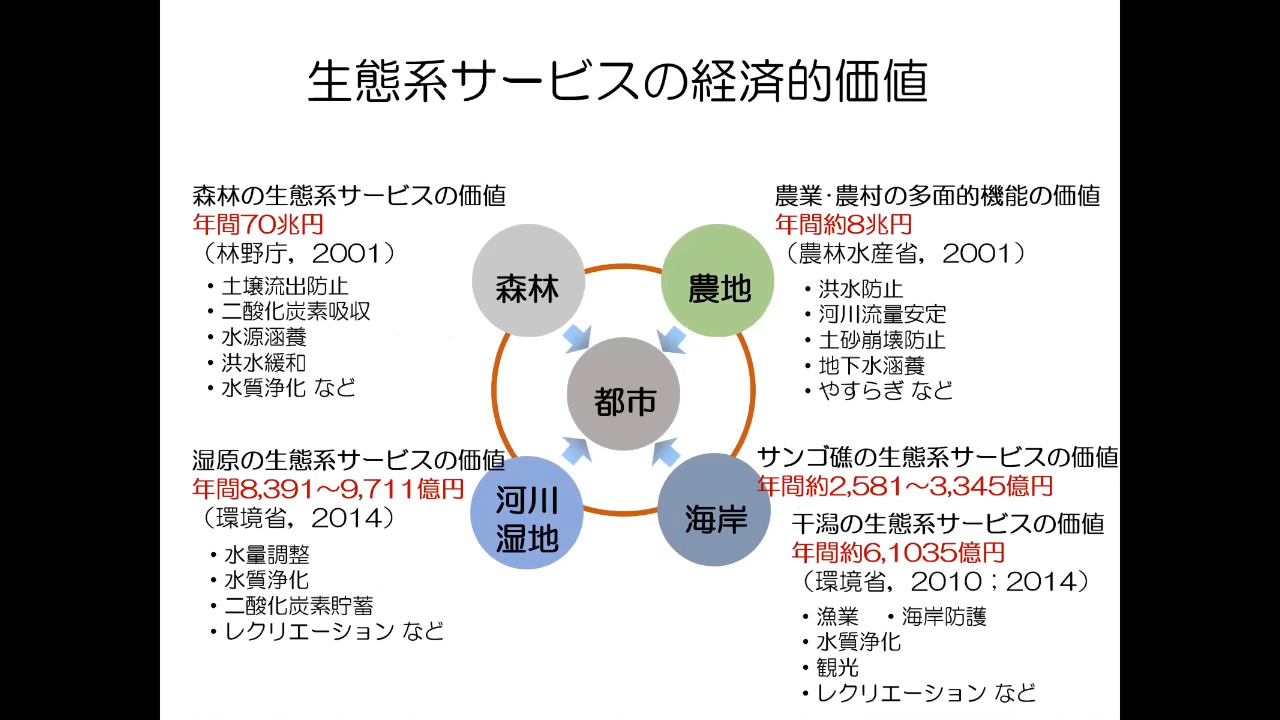 生態系サービスの経済的価値
森林の生態系サービスの価値
年間70兆円
（林野庁，2001）
・土壌流出防止
・二酸化炭素吸収
・水源涵養
・洪水緩和
・水質浄化 など
農業・農村の多面的機能の価値
年間約8兆円
（農林水産省，2001）
・洪水防止
・河川流量安定
・土砂崩壊防止
・地下水涵養
・やすらぎ など
森林
農地
都市
河川
湿地
海岸
湿原の生態系サービスの価値
年間8,391～9,711億円
（環境省，2014）
・水量調整
・水質浄化
・二酸化炭素貯蓄
・レクリエーション など
サンゴ礁の生態系サービスの価値
年間約2,581～3,345億円
干潟の生態系サービスの価値
年間約6,1035億円
（環境省，2010；2014）
・漁業　・海岸防護
・水質浄化
・観光
・レクリエーション など